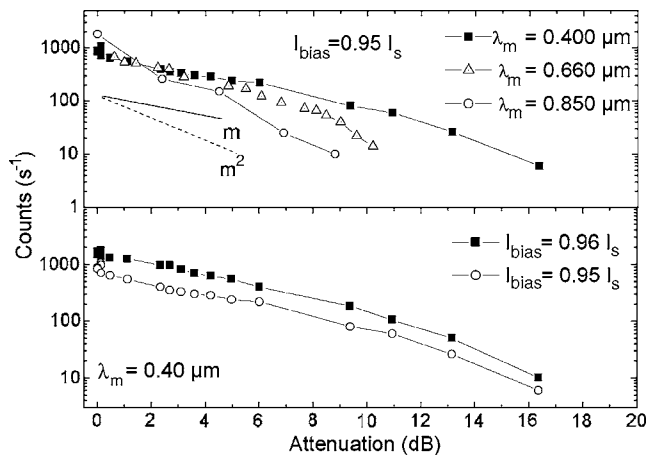 I_bias=0.95 I_s
λ_m = 0.400 μm
λ_m = 0.660 μm
λ_m = 0.850 μm
1000
100
10
1
m
m²
Counts (s⁻¹)
I_bias= 0.96 I_s
I_bias= 0.95 I_s
1000
100
10
λ_m = 0.40 μm
0 2 4 6 8 10 12 14 16 18 20
Attenuation (dB)